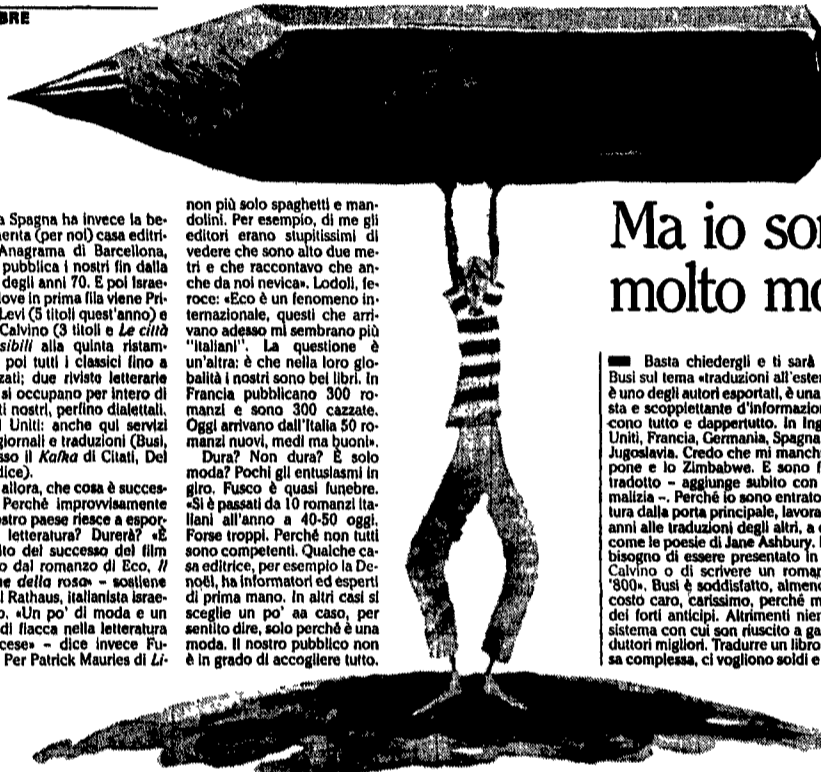 BRE
a Spagna ha invece la be-
menta (per noi) casa editri-
Anagrama di Barcellona,
pubblica i nostri fin dalla
degli anni 70. E poi Israe-
dove in prima fila viene Pri-
Levi (5 titoli quest'anno) e
Calvino (3 titoli e Le città
sibili alla quinta ristam-
poi tutti i classici fino a
zati; due riviste letterarie
si occupano per intero di
ti nostri, perfino dialettali.
Uniti: anche qui servizi
giornali e traduzioni (Busi,
sso il Kafka di Citati, Del
dice).
allora, che cosa è succes-
Perché improvvisamente
stro paese riesce a espor-
letteratura? Durerà? «È
ito del successo del film
o dal romanzo di Eco, Il
e della rosa» – sostiene
l Rathaus, italianista israe-
o. «Un po' di moda e un
di fiacca nella letteratura
cese» – dice invece Fu-
Per Patrick Mauries di Li-
non più solo spaghetti e man-
dolini. Per esempio, di me gli
editori erano stupitissimi di
vedere che sono alto due me-
tri e che raccontavo che an-
che da noi nevica». Lodoli, fe-
roce: «Eco è un fenomeno in-
ternazionale, questi che arri-
vano adesso mi sembrano più
"italiani". La questione è
un'altra: è che nella loro glo-
balità i nostri sono bei libri. In
Francia pubblicano 300 ro-
manzi e sono 300 cazzate.
Oggi arrivano dall'Italia 50 ro-
manzi nuovi, medi ma buoni».
Dura? Non dura? È solo
moda? Pochi gli entusiasmi in
giro. Fusco è quasi funebre.
«Si è passati da 10 romanzi ita-
liani all'anno a 40-50 oggi.
Forse troppi. Perché non tutti
sono competenti. Qualche ca-
sa editrice, per esempio la De-
noël, ha informatori ed esperti
di prima mano. In altri casi si
sceglie un po' aa caso, per
sentito dire, solo perché è una
moda. Il nostro pubblico non
è in grado di accogliere tutto.
Ma io so
molto mo
Basta chiedergli e ti sarà
Busi sul tema «traduzioni all'ester
è uno degli autori esportati, è una
sta e scoppiettante d'informazion
cono tutto e dappertutto. In Ing
Uniti, Francia, Germania, Spagna
Jugoslavia. Credo che mi manch
pone e lo Zimbabwe. E sono f
tradotto – aggiunge subito con
malizia –. Perché io sono entrato
tura dalla porta principale, lavora
anni alle traduzioni degli altri, a
come le poesie di Jane Ashbury.
bisogno di essere presentato in
Calvino o di scrivere un roman
'800». Busi è soddisfatto, almeno
costo caro, carissimo, perché m
dei forti anticipi. Altrimenti nien
sistema con cui son riuscito a ga
duttori migliori. Tradurre un libro
sa complessa, ci vogliono soldi e